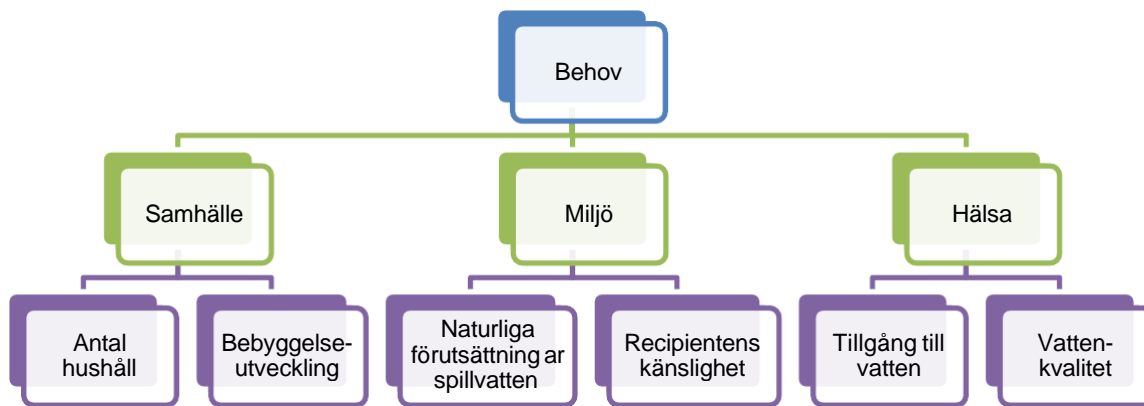 Behov
Samhälle
Miljö
Hälsa
Antal
hushåll
Bebyggelse-
utveckling
Naturliga
förutsättning ar
spillvatten
Recipientens
känslighet
Tillgång till
vatten
Vatten-
kvalitet